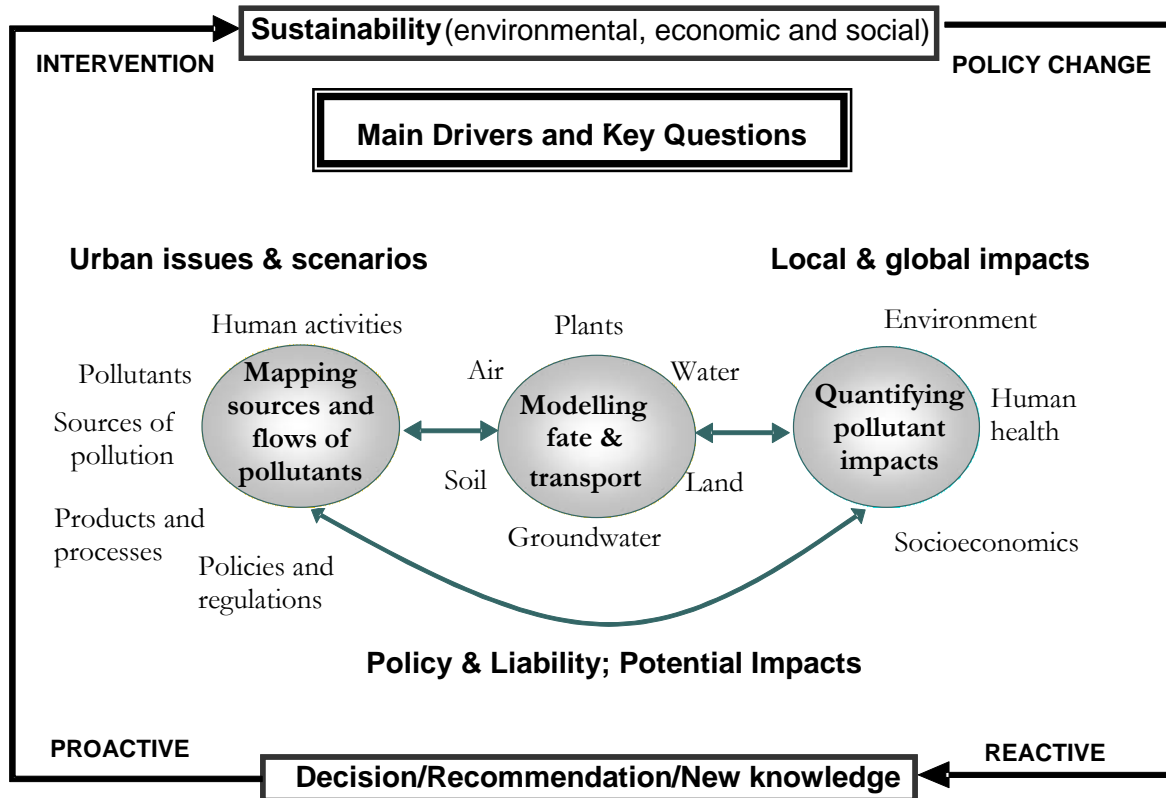 Sustainability (environmental, economic and social)
INTERVENTION
POLICY CHANGE
Main Drivers and Key Questions
Urban issues & scenarios
Local & global impacts
Human activities
Pollutants
Sources of
pollution
Products and
processes
Policies and
regulations
Mapping
sources and
flows of
pollutants
Plants
Air
Water
Modelling
fate &
transport
Soil
Land
Groundwater
Environment
Quantifying
pollutant
impacts
Human
health
Socioeconomics
Policy & Liability; Potential Impacts
PROACTIVE
REACTIVE
Decision/Recommendation/New knowledge